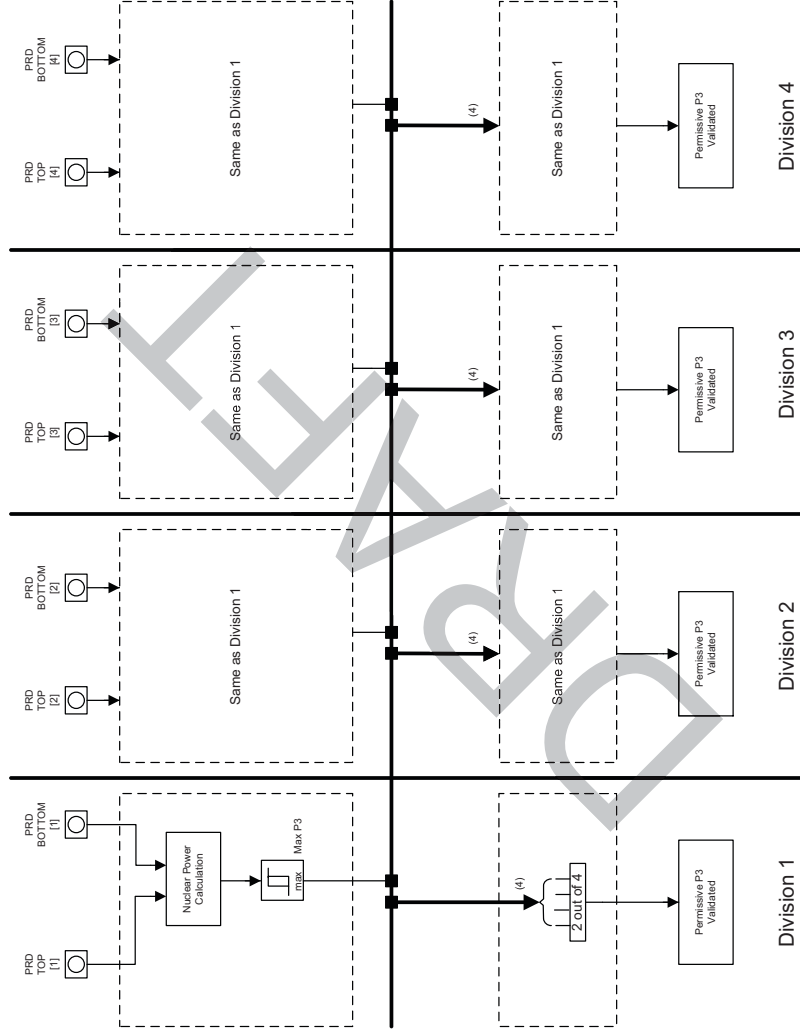 PRD
TOP
[1]
PRD
BOTTOM
[1]
Nuclear Power
Calculation
Max P3
max
(4)
2 out of 4
Permissive P3
Validated
Division 1
PRD
TOP
[2]
PRD
BOTTOM
[2]
Same as Division 1
(4)
Same as Division 1
Permissive P3
Validated
Division 2
PRD
TOP
[3]
PRD
BOTTOM
[3]
Same as Division 1
(4)
Same as Division 1
Permissive P3
Validated
Division 3
PRD
TOP
[4]
PRD
BOTTOM
[4]
Same as Division 1
(4)
Same as Division 1
Permissive P3
Validated
Division 4
DRAFT